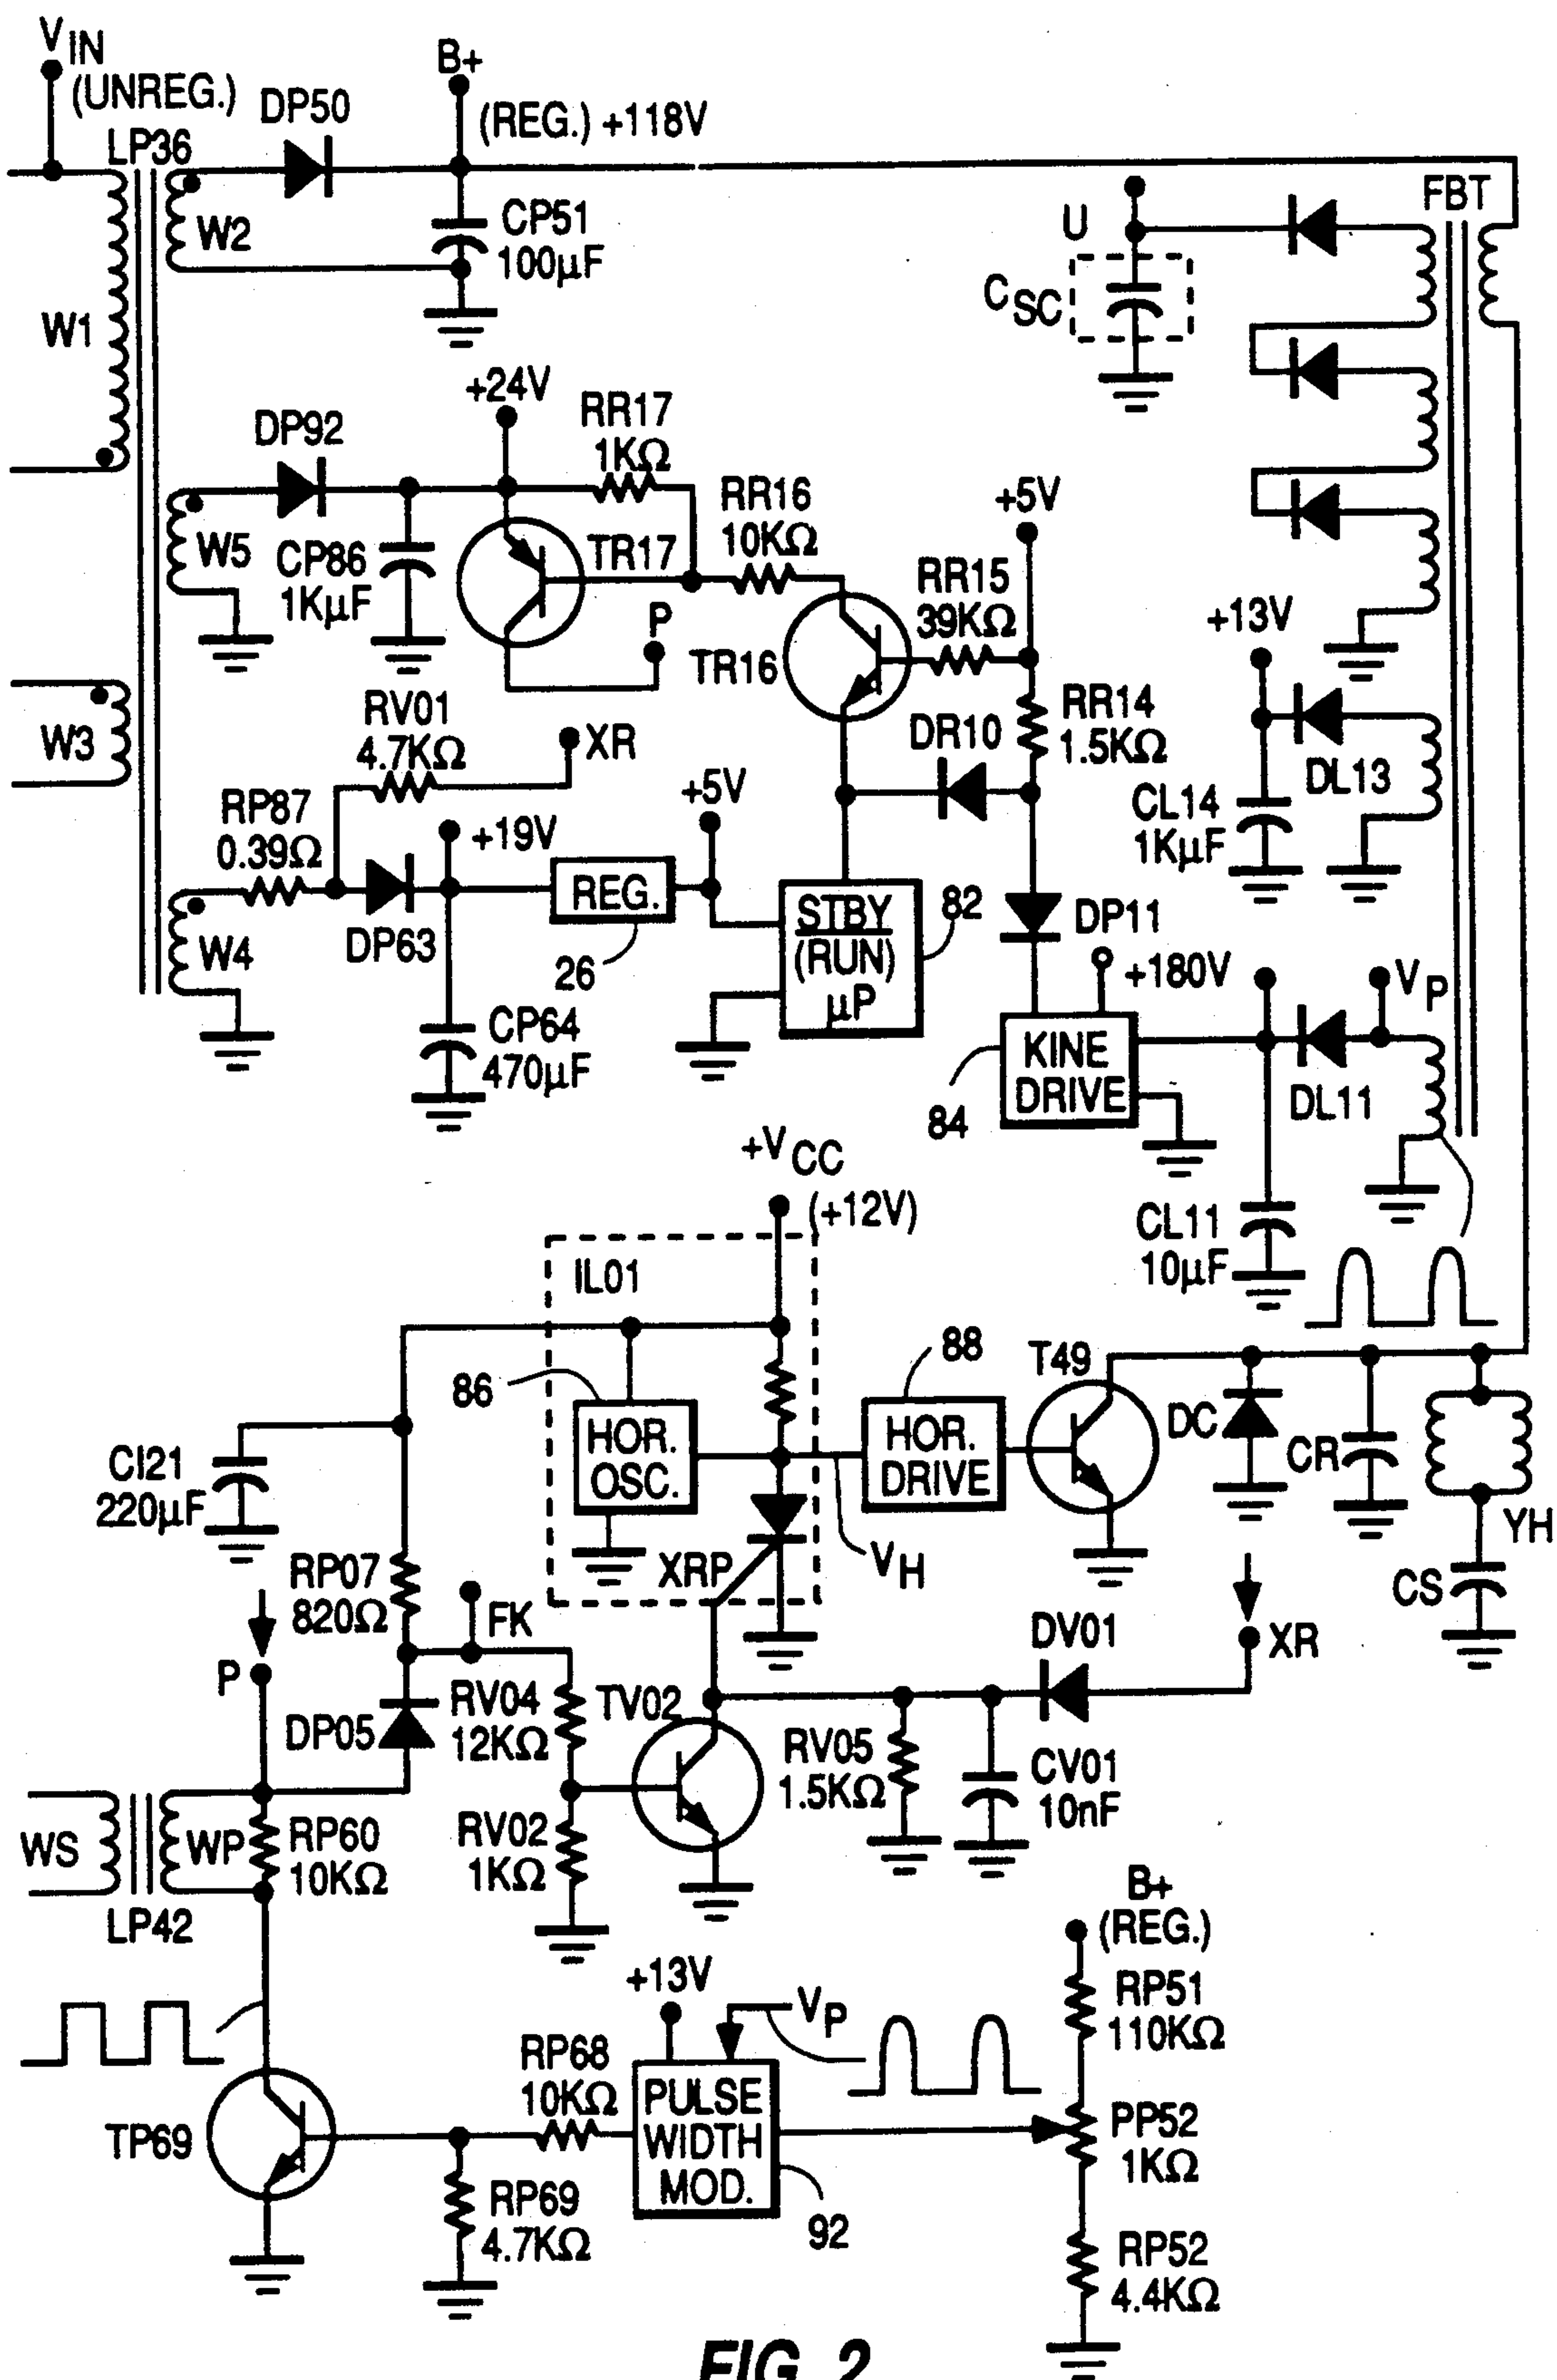 VIN
(UNREG.)
B+
(REG.) +118V
DP50
LP36
FBT
W2
CP51
100µF
U
CSC
W1
+24V
RR17
1KΩ
DP92
RR16
10KΩ
+5V
W5
CP86
1KµF
TR17
P
RR15
39KΩ
+13V
TR16
RV01
4.7KΩ
XR
RR14
1.5KΩ
DR10
W3
DL13
CL14
1KµF
RP87
0.39Ω
+19V
+5V
REG.
STBY
(RUN)
µP
82
DP11
DP63
26
W4
+180V
VP
CP64
470µF
KINE
DRIVE
84
DL11
+VCC
(+12V)
CL11
10µF
IL01
88
T49
86
HOR.
OSC.
HOR.
DRIVE
DC
CR
CI21
220µF
YH
XRP
VH
RP07
820Ω
CS
FK
DV01
XR
P
DP05
RV04
12KΩ
TV02
RV05
1.5KΩ
CV01
10nF
WS
WP
RP60
10KΩ
RV02
1KΩ
LP42
B+
(REG.)
+13V
VP
RP51
110KΩ
RP68
10KΩ
PULSE
WIDTH
MOD.
PP52
1KΩ
TP69
RP69
4.7KΩ
92
RP52
4.4KΩ
FIG. 2